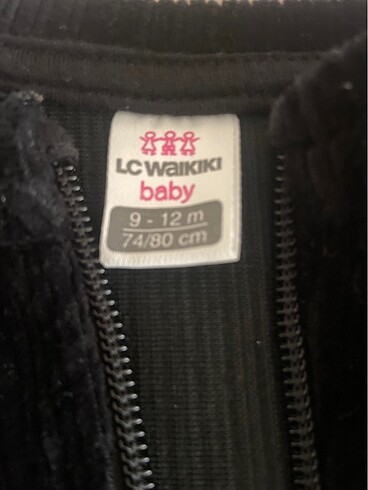 LC WAIKIKI
baby
9 - 12 m
74/80 cm